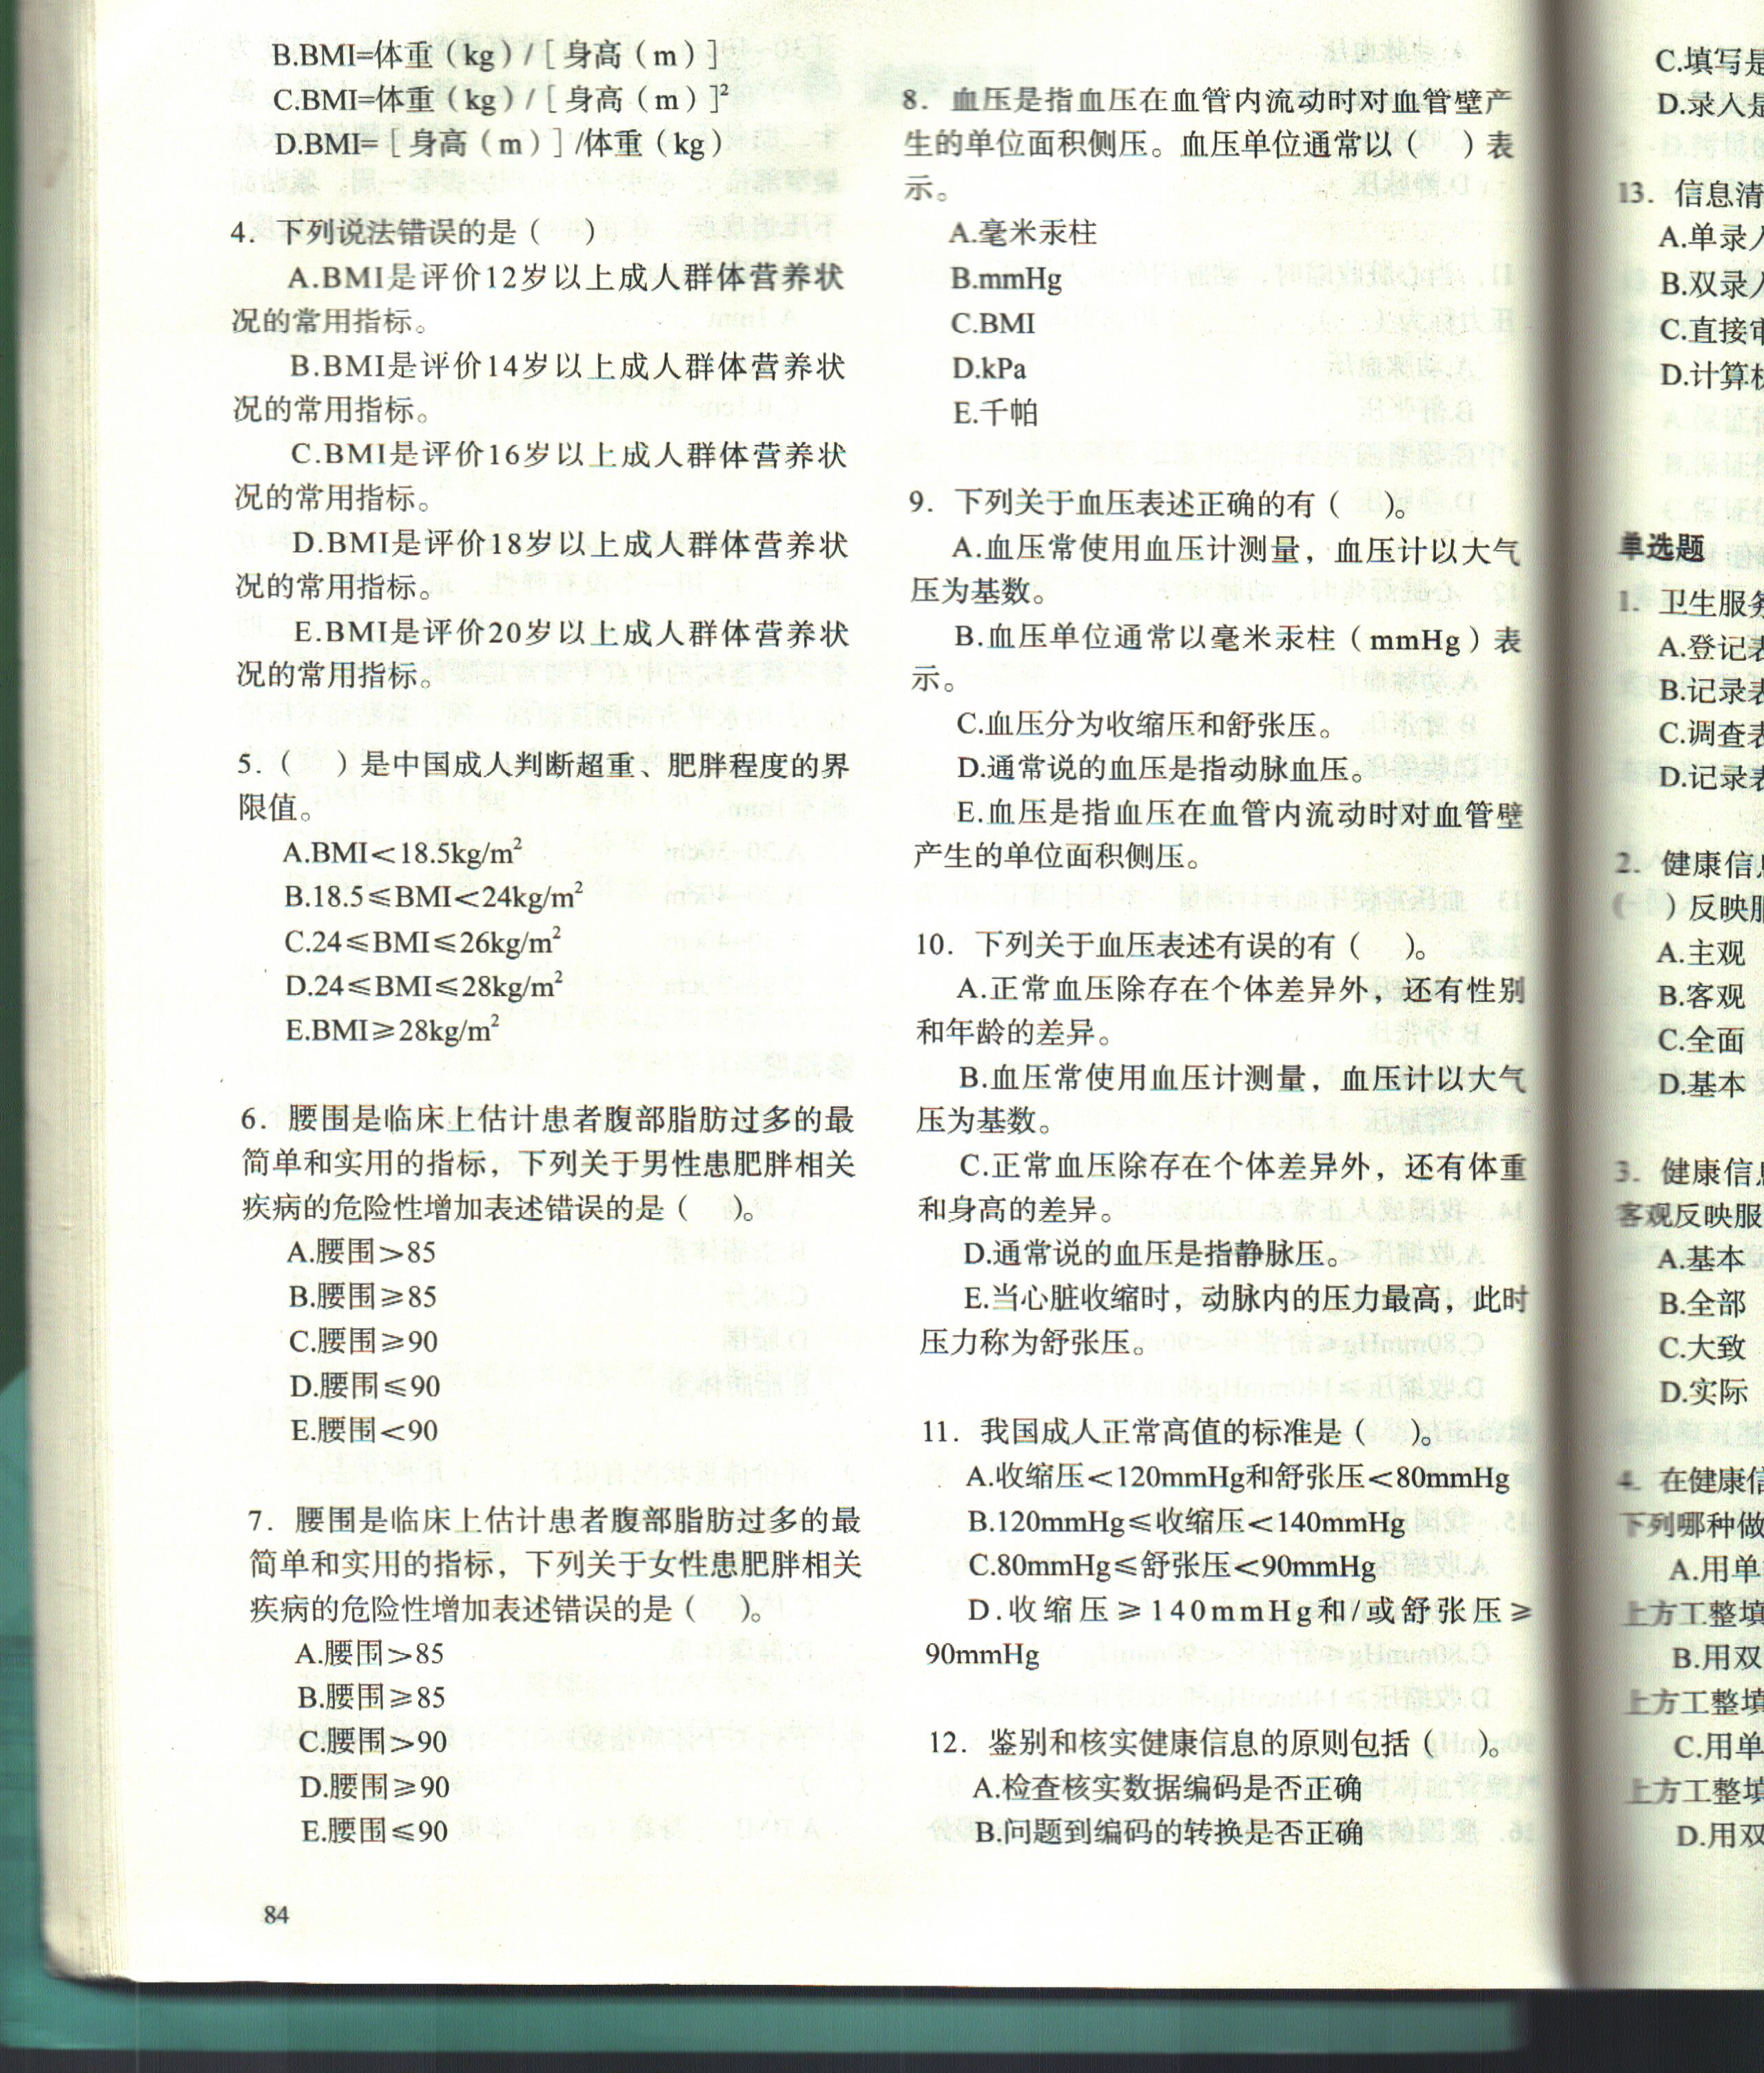 B.BMI=体重（kg）/［身高（m）］
C.BMI=体重（kg）/［身高（m）］²
D.BMI=［身高（m）］/体重（kg）
4．下列说法错误的是（　）
A.BMI是评价12岁以上成人群体营养状
况的常用指标。
B.BMI是评价14岁以上成人群体营养状
况的常用指标。
C.BMI是评价16岁以上成人群体营养状
况的常用指标。
D.BMI是评价18岁以上成人群体营养状
况的常用指标。
E.BMI是评价20岁以上成人群体营养状
况的常用指标。
5.（　）是中国成人判断超重、肥胖程度的界
限值。
A.BMI＜18.5kg/m²
B.18.5≤BMI＜24kg/m²
C.24≤BMI≤26kg/m²
D.24≤BMI≤28kg/m²
E.BMI≥28kg/m²
6．腰围是临床上估计患者腹部脂肪过多的最
简单和实用的指标，下列关于男性患肥胖相关
疾病的危险性增加表述错误的是（　）。
A.腰围＞85
B.腰围≥85
C.腰围≥90
D.腰围≤90
E.腰围＜90
7．腰围是临床上估计患者腹部脂肪过多的最
简单和实用的指标，下列关于女性患肥胖相关
疾病的危险性增加表述错误的是（　）。
A.腰围＞85
B.腰围≥85
C.腰围＞90
D.腰围≥90
E.腰围≤90
84
8．血压是指血压在血管内流动时对血管壁产
生的单位面积侧压。血压单位通常以（　）表
示。
A.毫米汞柱
B.mmHg
C.BMI
D.kPa
E.千帕
9．下列关于血压表述正确的有（　）。
A.血压常使用血压计测量，血压计以大气
压为基数。
B.血压单位通常以毫米汞柱（mmHg）表
示。
C.血压分为收缩压和舒张压。
D.通常说的血压是指动脉血压。
E.血压是指血压在血管内流动时对血管壁
产生的单位面积侧压。
10．下列关于血压表述有误的有（　）。
A.正常血压除存在个体差异外，还有性别
和年龄的差异。
B.血压常使用血压计测量，血压计以大气
压为基数。
C.正常血压除存在个体差异外，还有体重
和身高的差异。
D.通常说的血压是指静脉压。
E.当心脏收缩时，动脉内的压力最高，此时
压力称为舒张压。
11．我国成人正常高值的标准是（　）。
A.收缩压＜120mmHg和舒张压＜80mmHg
B.120mmHg≤收缩压＜140mmHg
C.80mmHg≤舒张压＜90mmHg
D.收缩压≥140mmHg和/或舒张压≥
90mmHg
12．鉴别和核实健康信息的原则包括（　）。
A.检查核实数据编码是否正确
B.问题到编码的转换是否正确
C.填写是
D.录入是
13．信息清
A.单录入
B.双录入
C.直接审
D.计算机
单选题
1．卫生服务
A.登记表
B.记录表
C.调查表
D.记录表
2．健康信息
（　）反映服
A.主观
B.客观
C.全面
D.基本
3．健康信息
客观反映服
A.基本
B.全部
C.大致
D.实际
4．在健康信
下列哪种做
A.用单
上方工整填
B.用双
上方工整填
C.用单
上方工整填
D.用双